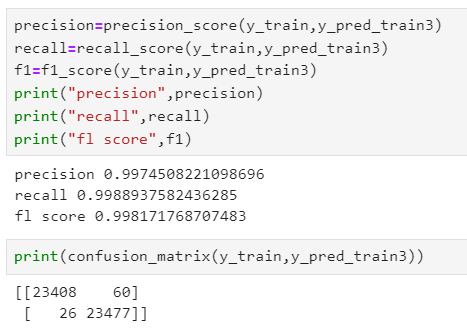 precision=precision_score(y_train,y_pred_train3)
recall=recall_score(y_train,y_pred_train3)
f1=f1_score(y_train,y_pred_train3)
print("precision",precision)
print("recall",recall)
print("fl score",f1)
precision 0.9974508221098696
recall 0.9988937582436285
fl score 0.998171768707483
print(confusion_matrix(y_train,y_pred_train3))
[[23408    60]
 [   26 23477]]